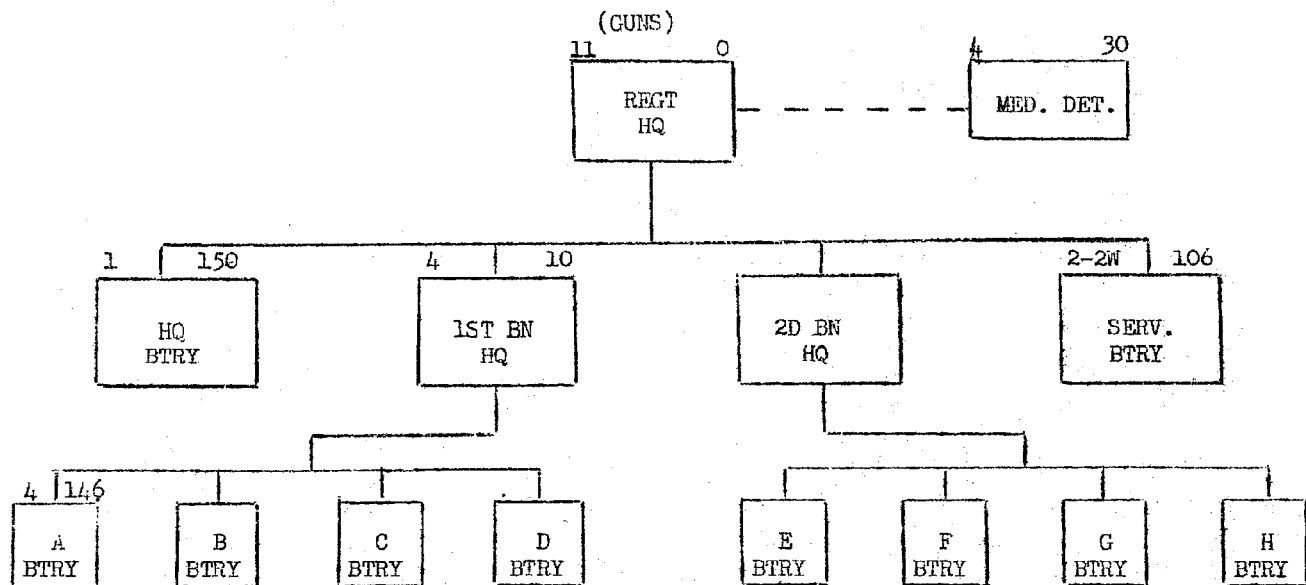 (GUNS)
11 0
4 30
REGT
HQ
MED. DET.
1 150
4 10
2-2W 106
HQ
BTRY
1ST BN
HQ
2D BN
HQ
SERV.
BTRY
4 146
A
BTRY
B
BTRY
C
BTRY
D
BTRY
E
BTRY
F
BTRY
G
BTRY
H
BTRY